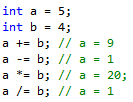 int a = 5;
int b = 4;
a += b; // a = 9
a -= b; // a = 1
a *= b; // a = 20;
a /= b; // a = 1